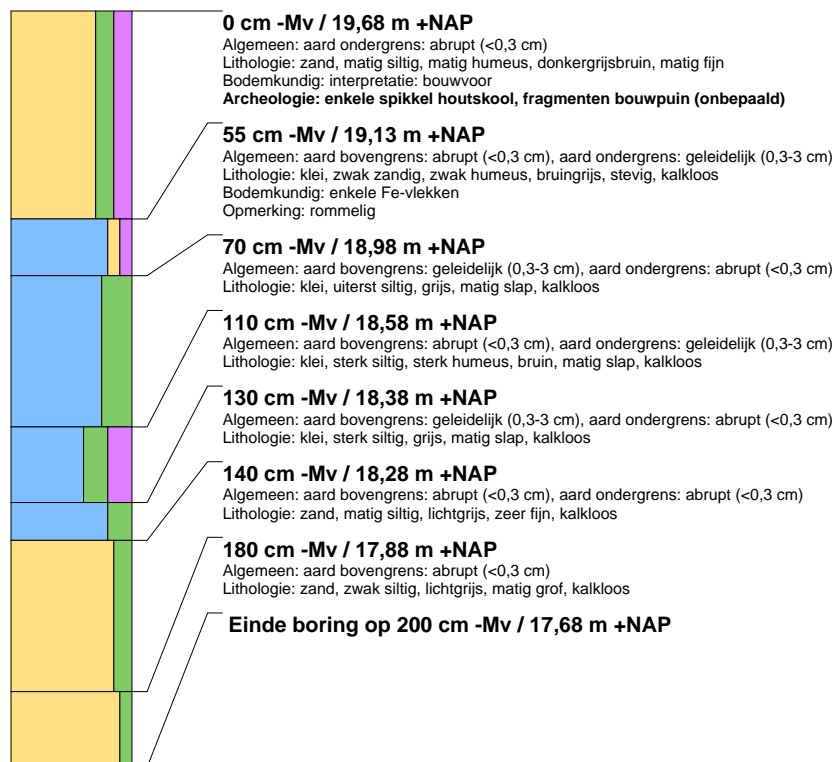 0 cm -Mv / 19,68 m +NAP
Algemeen: aard ondergrens: abrupt (<0,3 cm)
Lithologie: zand, matig siltig, matig humeus, donkergrijsbruin, matig fijn
Bodemkundig: interpretatie: bouwvoor
Archeologie: enkele spikkel houtskool, fragmenten bouwpuin (onbepaald)
55 cm -Mv / 19,13 m +NAP
Algemeen: aard bovengrens: abrupt (<0,3 cm), aard ondergrens: geleidelijk (0,3-3 cm)
Lithologie: klei, zwak zandig, zwak humeus, bruingrijs, stevig, kalkloos
Bodemkundig: enkele Fe-vlekken
Opmerking: rommelig
70 cm -Mv / 18,98 m +NAP
Algemeen: aard bovengrens: geleidelijk (0,3-3 cm), aard ondergrens: abrupt (<0,3 cm)
Lithologie: klei, uiterst siltig, grijs, matig slap, kalkloos
110 cm -Mv / 18,58 m +NAP
Algemeen: aard bovengrens: abrupt (<0,3 cm), aard ondergrens: geleidelijk (0,3-3 cm)
Lithologie: klei, sterk siltig, sterk humeus, bruin, matig slap, kalkloos
130 cm -Mv / 18,38 m +NAP
Algemeen: aard bovengrens: geleidelijk (0,3-3 cm), aard ondergrens: abrupt (<0,3 cm)
Lithologie: klei, sterk siltig, grijs, matig slap, kalkloos
140 cm -Mv / 18,28 m +NAP
Algemeen: aard bovengrens: abrupt (<0,3 cm), aard ondergrens: abrupt (<0,3 cm)
Lithologie: zand, matig siltig, lichtgrijs, zeer fijn, kalkloos
180 cm -Mv / 17,88 m +NAP
Algemeen: aard bovengrens: abrupt (<0,3 cm)
Lithologie: zand, zwak siltig, lichtgrijs, matig grof, kalkloos
Einde boring op 200 cm -Mv / 17,68 m +NAP